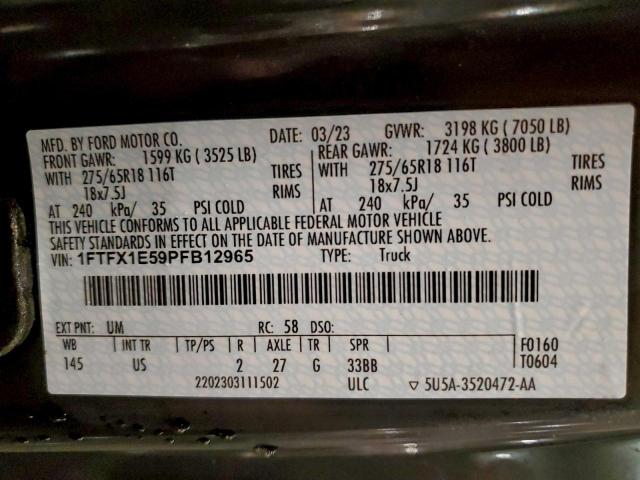 MFD. BY FORD MOTOR CO. DATE: 03/23 GVWR: 3198 KG ( 7050 LB)
FRONT GAWR: 1599 KG ( 3525 LB) REAR GAWR: 1724 KG ( 3800 LB)
WITH 275/65R18 116T TIRES WITH 275/65R18 116T TIRES
18x7.5J RIMS 18x7.5J RIMS
AT 240 kPa/ 35 PSI COLD AT 240 kPa/ 35 PSI COLD
THIS VEHICLE CONFORMS TO ALL APPLICABLE FEDERAL MOTOR VEHICLE
SAFETY STANDARDS IN EFFECT ON THE DATE OF MANUFACTURE SHOWN ABOVE.
VIN: 1FTFX1E59PFB12965 TYPE: Truck
EXT PNT: UM RC: 58 DSO:
WB INT TR TP/PS R AXLE TR SPR F0160
145 US 2 27 G 33BB T0604
2202303111502 ULC ▽ 5U5A-3520472-AA